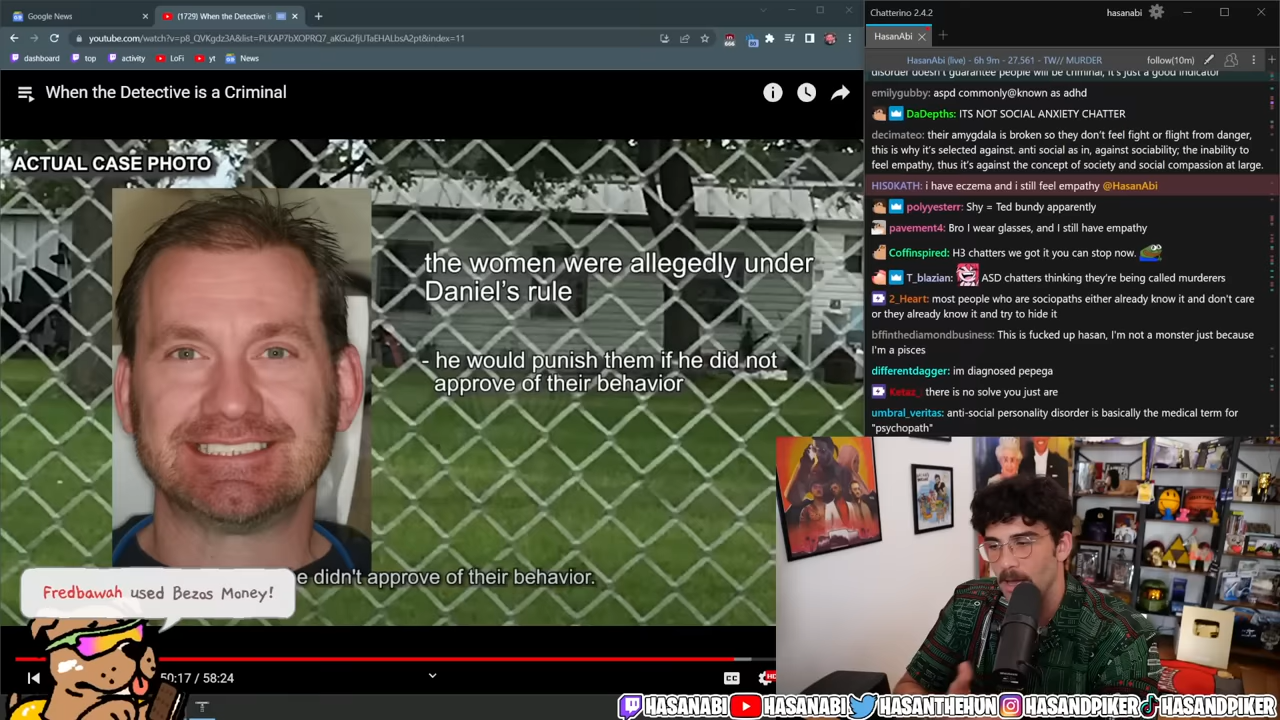 Google News
(1729) When the Detective is
youtube.com/watch?v=p8_QVKgdz3A&list=PLKAP7bXOPRQ7_aKGu2fjUTaEHALbsA2pt&index=11
dashboard
top
activity
LoFi
yt
News
When the Detective is a Criminal
ACTUAL CASE PHOTO
the women were allegedly under
Daniel's rule
- he would punish them if he did not
approve of their behavior
e didn't approve of their behavior.
Fredbawah used Bezos Money!
50:17 / 58:24
CC
HD
Chatterino 2.4.2
hasanabi
HasanAbi
HasanAbi (live) - 6h 9m - 27,561 - TW// MURDER
follow(10m)
disorder doesn't guarantee people will be criminal, it's just a good indicator
emilygubby: aspd commonly@known as adhd
DaDepths: ITS NOT SOCIAL ANXIETY CHATTER
decimateo: their amygdala is broken so they don't feel fight or flight from danger,
this is why it's selected against. anti social as in, against sociability; the inability to
feel empathy, thus it's against the concept of society and social compassion at large.
HIS0KATH: i have eczema and i still feel empathy @HasanAbi
polyyesterr: Shy = Ted bundy apparently
pavement4: Bro I wear glasses, and I still have empathy
Coffinspired: H3 chatters we got it you can stop now.
T_blazian: ASD chatters thinking they're being called murderers
2_Heart: most people who are sociopaths either already know it and don't care
or they already know it and try to hide it
bffinthediamondbusiness: This is fucked up hasan, I'm not a monster just because
I'm a pisces
differentdagger: im diagnosed pepega
there is no solve you just are
umbral_veritas: anti-social personality disorder is basically the medical term for
"psychopath"
HASANABI
HASANABI
HASANTHEHUN
HASANDPIKER
HASANDPIKER